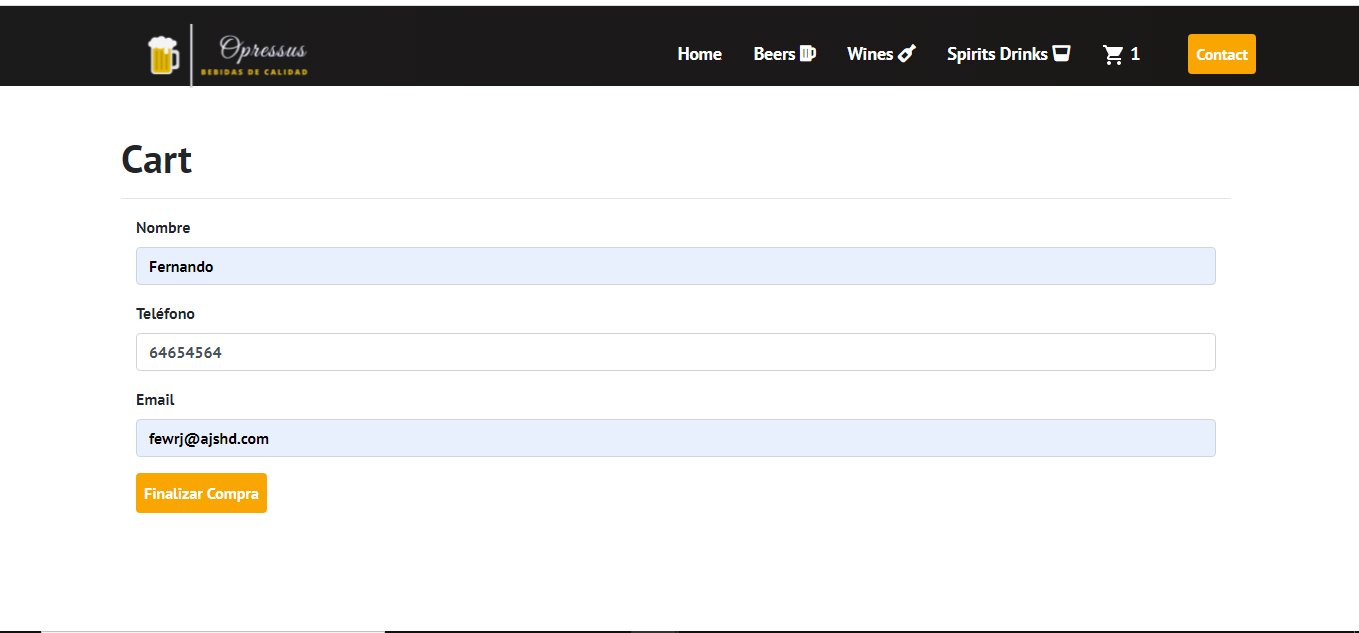 Opressus
BEBIDAS DE CALIDAD
Home Beers Wines Spirits Drinks 1 Contact
Cart
Nombre
Fernando
Teléfono
64654564
Email
fewrj@ajshd.com
Finalizar Compra